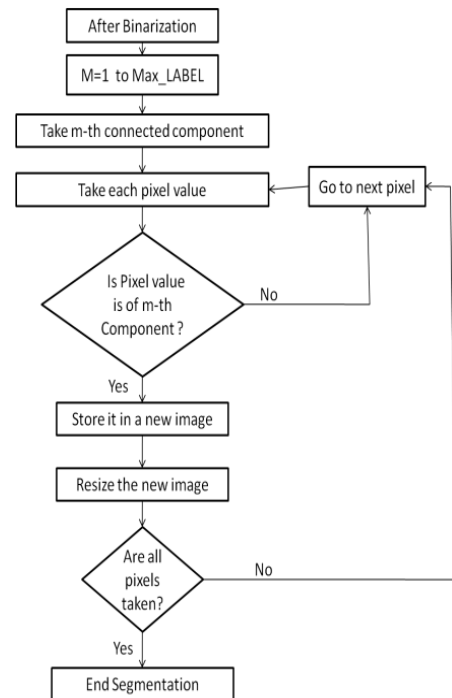 After Binarization
M=1 to Max_LABEL
Take m-th connected component
Take each pixel value
Go to next pixel
Is Pixel value
is of m-th
Component ?
No
Yes
Store it in a new image
Resize the new image
Are all
pixels
taken?
No
Yes
End Segmentation